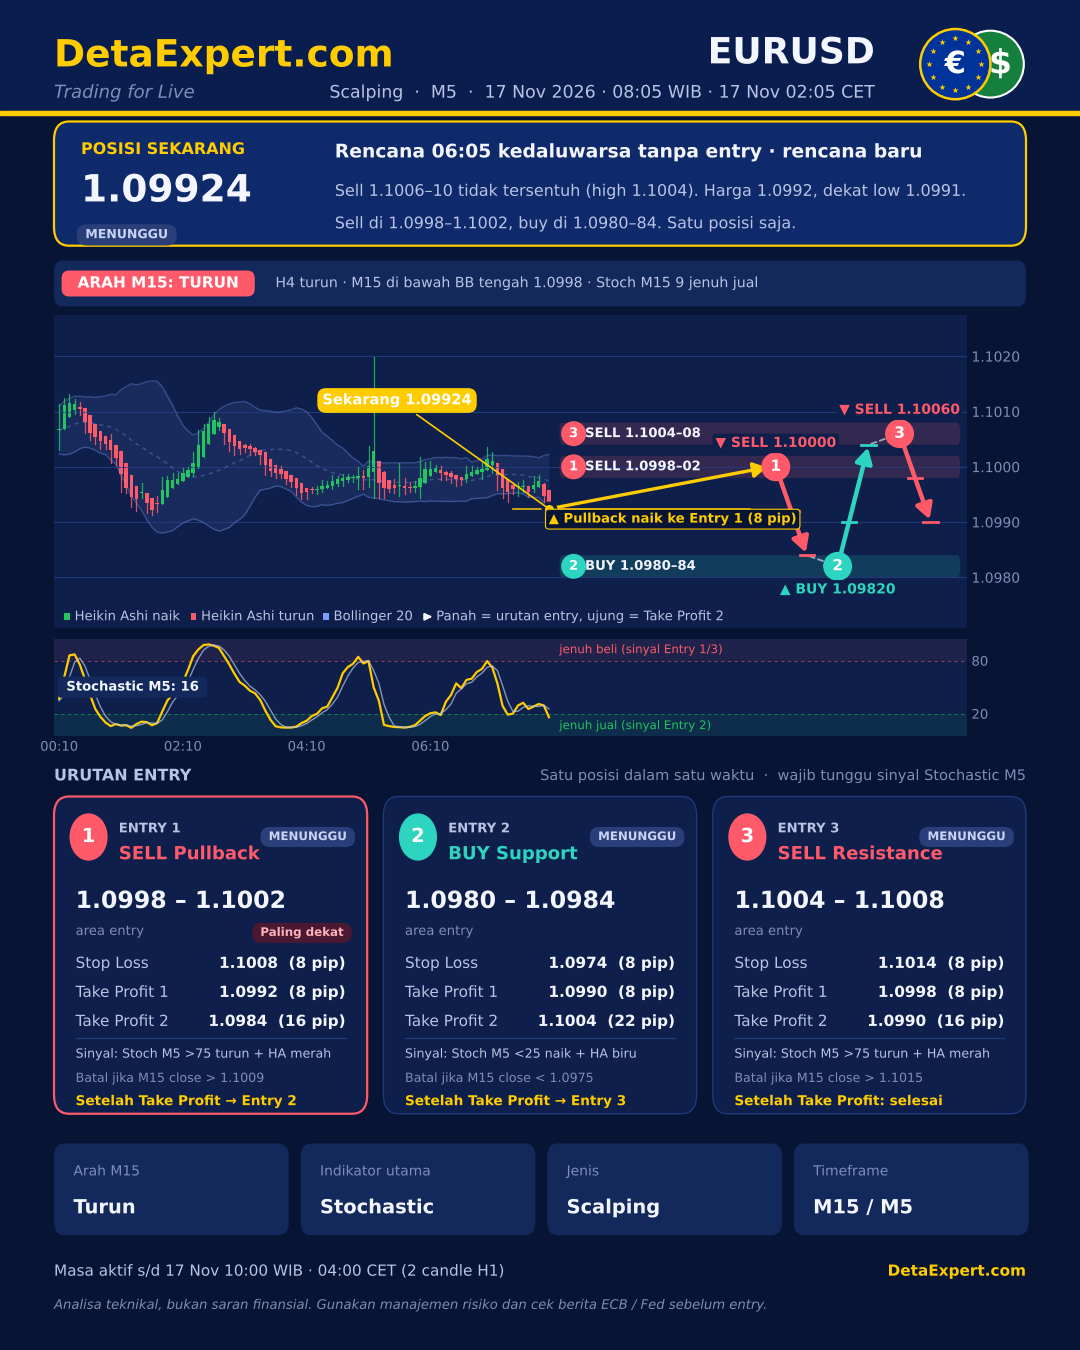 DetaExpert.com
EURUSD
€ $
Trading for Live
Scalping · M5 · 17 Nov 2026 · 08:05 WIB · 17 Nov 02:05 CET
POSISI SEKARANG
1.09924
MENUNGGU
Rencana 06:05 kedaluwarsa tanpa entry · rencana baru
Sell 1.1006–10 tidak tersentuh (high 1.1004). Harga 1.0992, dekat low 1.0991.
Sell di 1.0998–1.1002, buy di 1.0980–84. Satu posisi saja.
ARAH M15: TURUN
H4 turun · M15 di bawah BB tengah 1.0998 · Stoch M15 9 jenuh jual
1.1020
1.1010
1.1000
1.0990
1.0980
Sekarang 1.09924
▼ SELL 1.10060
3 SELL 1.1004–08
3
▼ SELL 1.10000
1 SELL 1.0998–02
1
▲ Pullback naik ke Entry 1 (8 pip)
2 BUY 1.0980–84
2
▲ BUY 1.09820
Heikin Ashi naik
Heikin Ashi turun
Bollinger 20
Panah = urutan entry, ujung = Take Profit 2
jenuh beli (sinyal Entry 1/3)
80
Stochastic M5: 16
20
jenuh jual (sinyal Entry 2)
00:10 02:10 04:10 06:10
URUTAN ENTRY
Satu posisi dalam satu waktu · wajib tunggu sinyal Stochastic M5
1
ENTRY 1
MENUNGGU
SELL Pullback
1.0998 – 1.1002
area entry
Paling dekat
Stop Loss 1.1008 (8 pip)
Take Profit 1 1.0992 (8 pip)
Take Profit 2 1.0984 (16 pip)
Sinyal: Stoch M5 >75 turun + HA merah
Batal jika M15 close > 1.1009
Setelah Take Profit → Entry 2
2
ENTRY 2
MENUNGGU
BUY Support
1.0980 – 1.0984
area entry
Stop Loss 1.0974 (8 pip)
Take Profit 1 1.0990 (8 pip)
Take Profit 2 1.1004 (22 pip)
Sinyal: Stoch M5 <25 naik + HA biru
Batal jika M15 close < 1.0975
Setelah Take Profit → Entry 3
3
ENTRY 3
MENUNGGU
SELL Resistance
1.1004 – 1.1008
area entry
Stop Loss 1.1014 (8 pip)
Take Profit 1 1.0998 (8 pip)
Take Profit 2 1.0990 (16 pip)
Sinyal: Stoch M5 >75 turun + HA merah
Batal jika M15 close > 1.1015
Setelah Take Profit: selesai
Arah M15
Turun
Indikator utama
Stochastic
Jenis
Scalping
Timeframe
M15 / M5
Masa aktif s/d 17 Nov 10:00 WIB · 04:00 CET (2 candle H1)
DetaExpert.com
Analisa teknikal, bukan saran finansial. Gunakan manajemen risiko dan cek berita ECB / Fed sebelum entry.